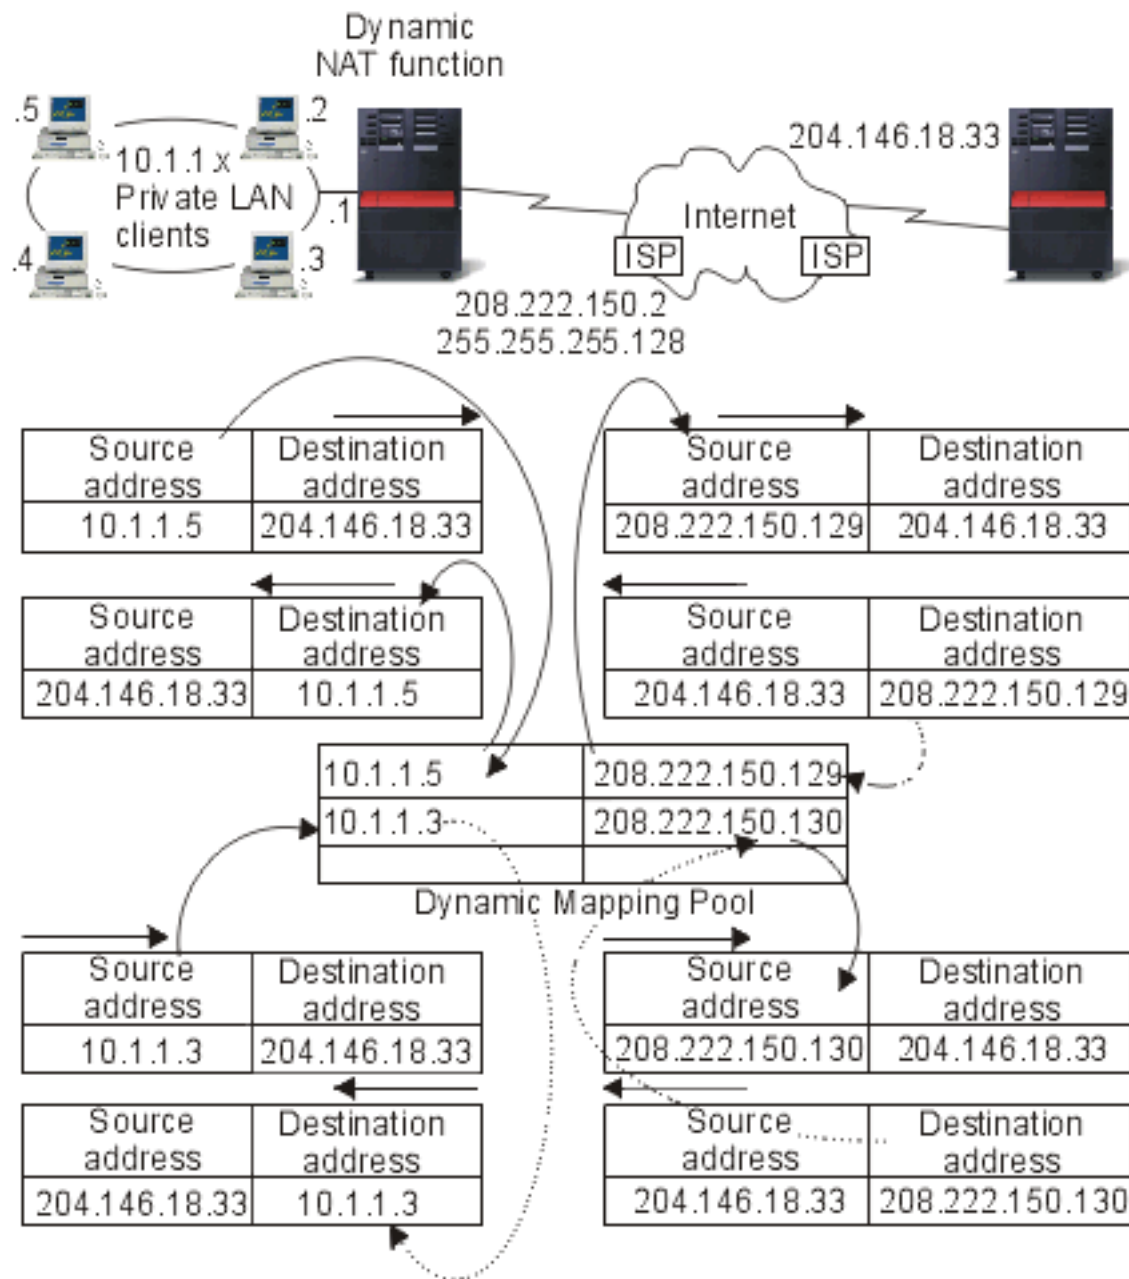 Dynamic
NAT function
.5
.2
204.146.18.33
10.1.1 x
Private LAN
clients
.1
Internet
.4
.3
ISP
ISP
208.222.150.2
255.255.255.128
Source address
Destination address
10.1.1.5
204.146.18.33
Source address
Destination address
208.222.150.129
204.146.18.33
Source address
Destination address
204.146.18.33
10.1.1.5
Source address
Destination address
204.146.18.33
208.222.150.129
10.1.1.5
208.222.150.129
10.1.1.3
208.222.150.130
Dynamic Mapping Pool
Source address
Destination address
10.1.1.3
204.146.18.33
Source address
Destination address
208.222.150.130
204.146.18.33
Source address
Destination address
204.146.18.33
10.1.1.3
Source address
Destination address
204.146.18.33
208.222.150.130